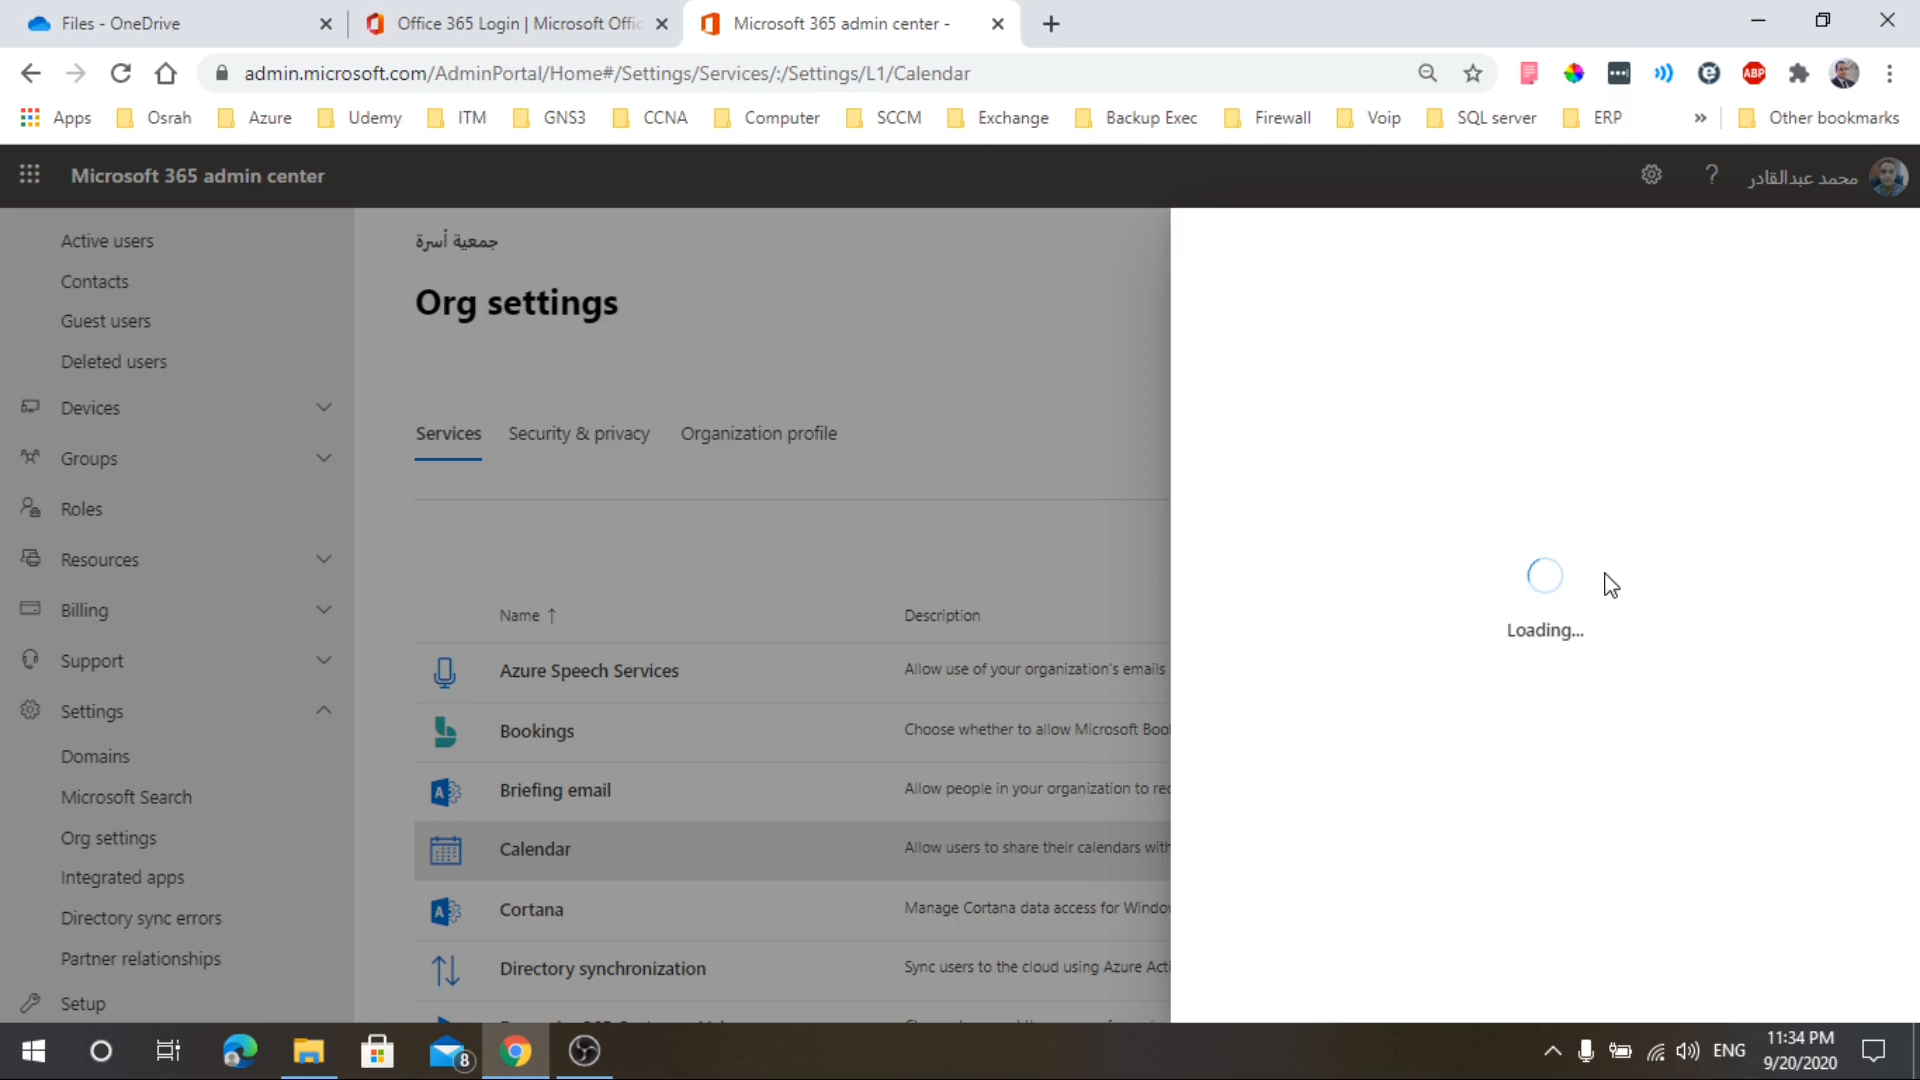 Files - OneDrive
Office 365 Login | Microsoft Offic
Microsoft 365 admin center -
admin.microsoft.com/AdminPortal/Home#/Settings/Services/:/Settings/L1/Calendar
ABP
Apps
Osrah
Azure
Udemy
ITM
GNS3
CCNA
Computer
SCCM
Exchange
Backup Exec
Firewall
Voip
SQL server
ERP
Other bookmarks
Microsoft 365 admin center
محمد عبدالقادر
Active users
Contacts
Guest users
Deleted users
Devices
Groups
Roles
Resources
Billing
Support
Settings
Domains
Microsoft Search
Org settings
Integrated apps
Directory sync errors
Partner relationships
Setup
جمعية أسرة
Org settings
Services
Security & privacy
Organization profile
Name ↑
Description
Azure Speech Services
Allow use of your organization's emails
Bookings
Choose whether to allow Microsoft Boo
Briefing email
Allow people in your organization to rec
Calendar
Allow users to share their calendars with
Cortana
Manage Cortana data access for Windo
Directory synchronization
Sync users to the cloud using Azure Acti
Loading...
8
ENG
11:34 PM
9/20/2020